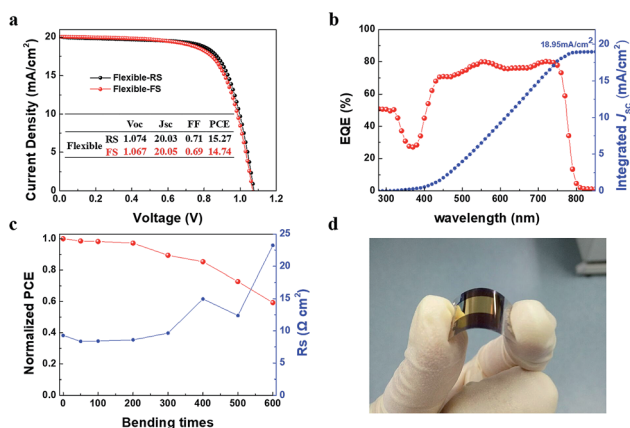 a
Current Density (mA/cm²)
20
15
10
5
0
Flexible-RS
Flexible-FS
Voc Jsc FF PCE
Flexible
RS 1.074 20.03 0.71 15.27
FS 1.067 20.05 0.69 14.74
0.0 0.2 0.4 0.6 0.8 1.0 1.2
Voltage (V)
b
EQE (%)
100
80
60
40
20
0
18.95mA/cm²
20
15
10
5
0
Integrated JSC (mA/cm²)
300 400 500 600 700 800
wavelength (nm)
c
Normalized PCE
1.0
0.8
0.6
0.4
0.2
0.0
25
20
15
10
5
0
Rs(Ω cm²)
0 100 200 300 400 500 600
Bending times
d